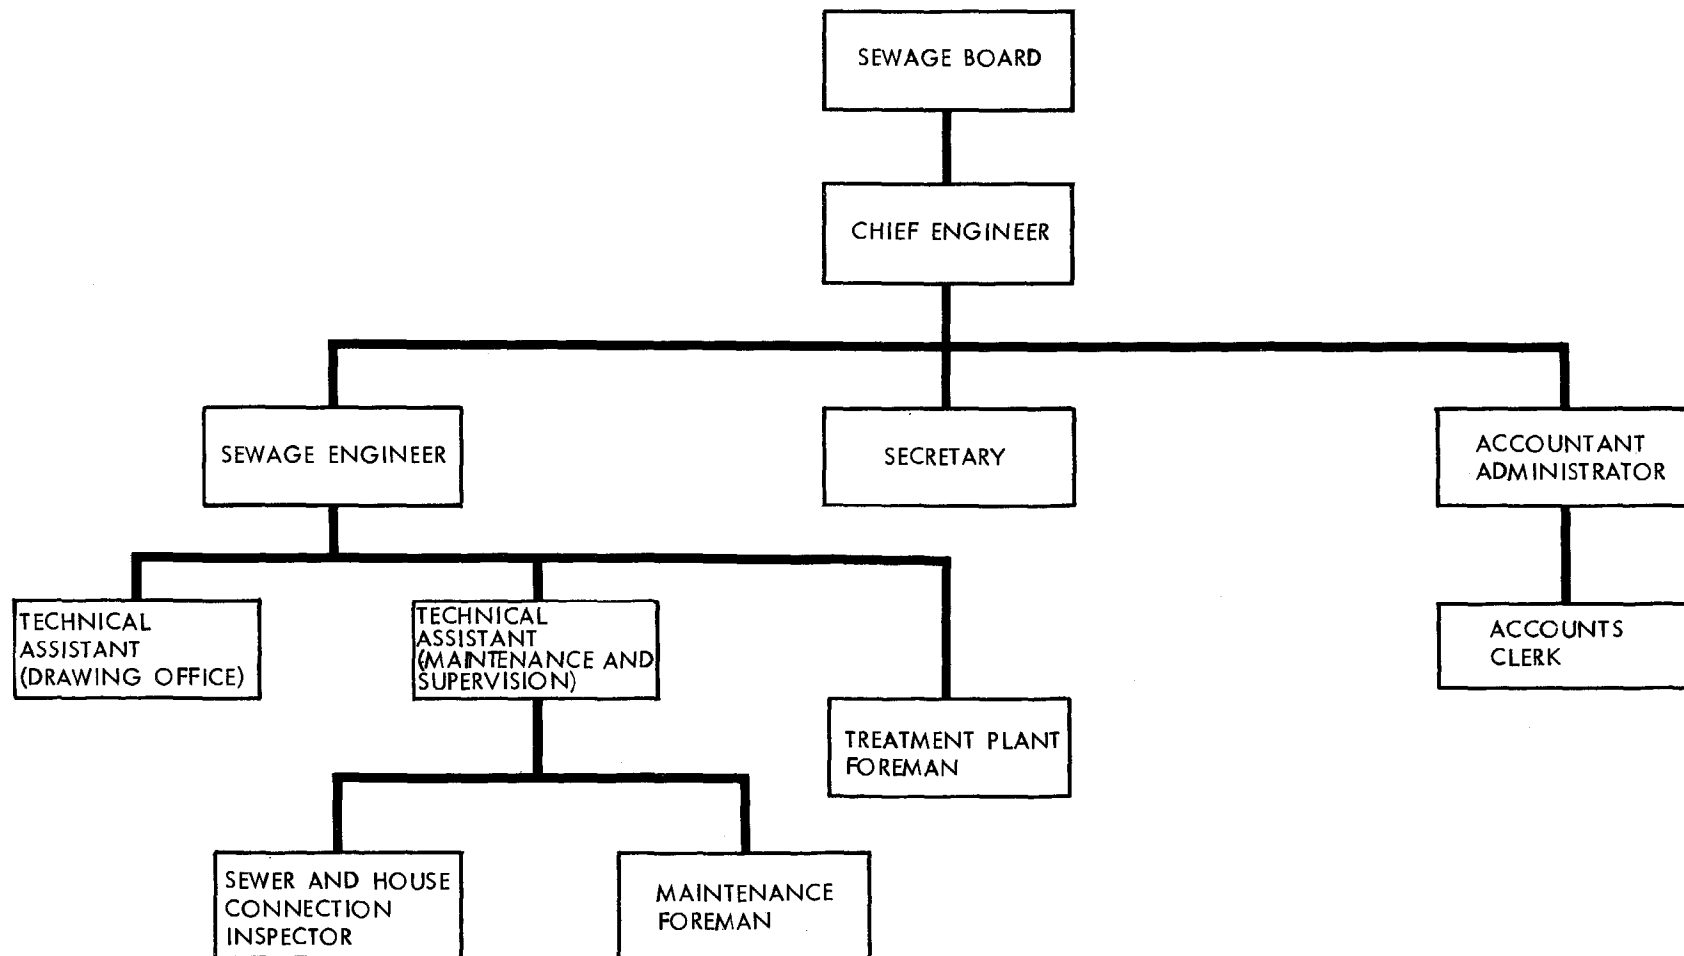 SEWAGE BOARD
CHIEF ENGINEER
SEWAGE ENGINEER
SECRETARY
ACCOUNTANT
ADMINISTRATOR
TECHNICAL
ASSISTANT
(DRAWING OFFICE)
TECHNICAL
ASSISTANT
(MAINTENANCE AND
SUPERVISION)
TREATMENT PLANT
FOREMAN
ACCOUNTS
CLERK
SEWER AND HOUSE
CONNECTION
INSPECTOR
MAINTENANCE
FOREMAN